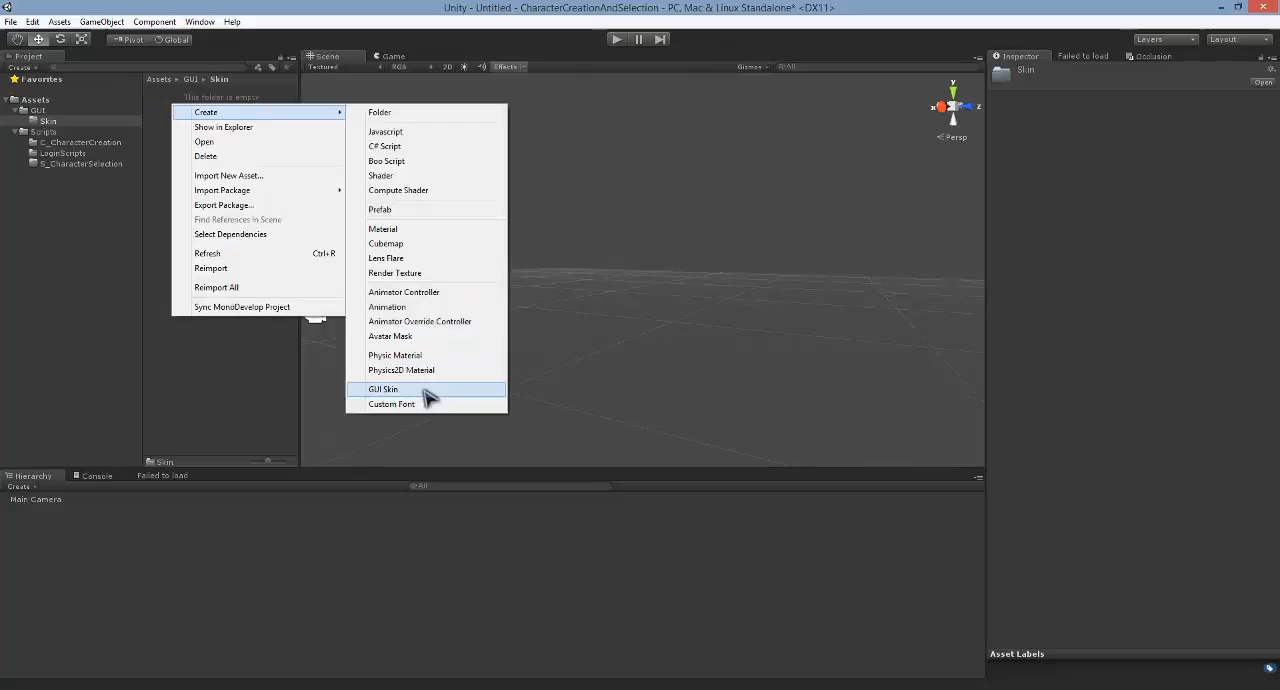 Unity - Untitled - CharacterCreationAndSelection - PC, Mac & Linux Standalone* <DX11>
File Edit Assets GameObject Component Window Help
Pivot Global Layers Layout
Project Scene Game Inspector Failed to load Occlusion
Create Textured RGB 2D Effects Gizmos All
Favorites Assets GUI Skin Skin Open
This folder is empty
Assets
GUI
Skin
Scripts
C_CharacterCreation
LoginScripts
S_CharacterSelection
Create
Show in Explorer
Open
Delete
Import New Asset...
Import Package
Export Package...
Find References In Scene
Select Dependencies
Refresh Ctrl+R
Reimport
Reimport All
Sync MonoDevelop Project
Folder
Javascript
C# Script
Boo Script
Shader
Compute Shader
Prefab
Material
Cubemap
Lens Flare
Render Texture
Animator Controller
Animation
Animator Override Controller
Avatar Mask
Physic Material
Physics2D Material
GUI Skin
Custom Font
y
x z
< Persp
Skin
Hierarchy Console Failed to load
Create All
Main Camera
Asset Labels